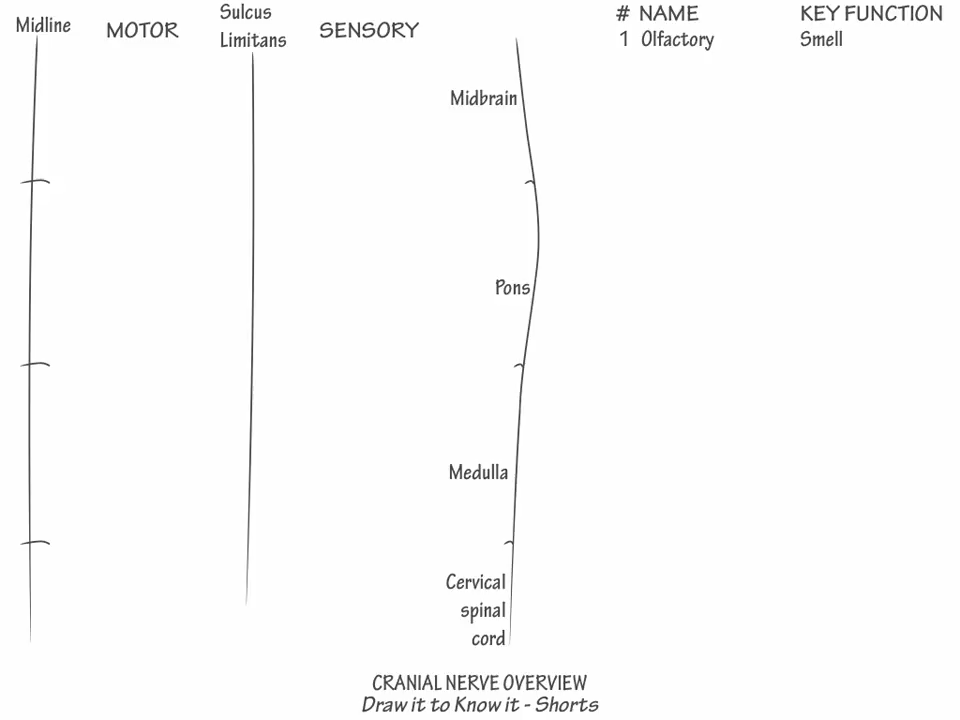 Midline
MOTOR
Sulcus
Limitans
SENSORY
# NAME
KEY FUNCTION
1 Olfactory
Smell
Midbrain
Pons
Medulla
Cervical
spinal
cord
CRANIAL NERVE OVERVIEW
Draw it to Know it - Shorts